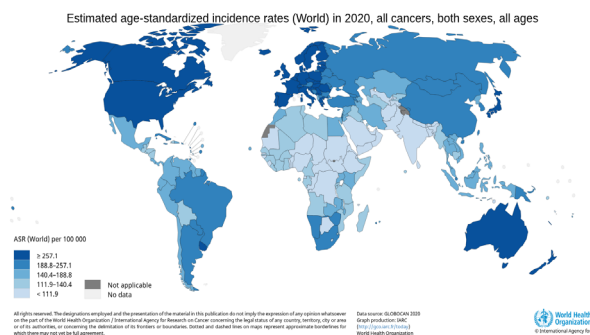 Estimated age-standardized incidence rates (World) in 2020, all cancers, both sexes, all ages
ASR (World) per 100 000
≥ 257.1
188.8–257.1
140.4–188.8
111.9–140.4
< 111.9
Not applicable
No data
All rights reserved. The designations employed and the presentation of the material in this publication do not imply the expression of any opinion whatsoever
on the part of the World Health Organization / International Agency for Research on Cancer concerning the legal status of any country, territory, city or area
or of its authorities, or concerning the delimitation of its frontiers or boundaries. Dotted and dashed lines on maps represent approximate borderlines for
which there may not yet be full agreement.
Data source: GLOBOCAN 2020
Graph production: IARC
(http://gco.iarc.fr/today)
World Health Organization
World Health
Organization
© International Agency for